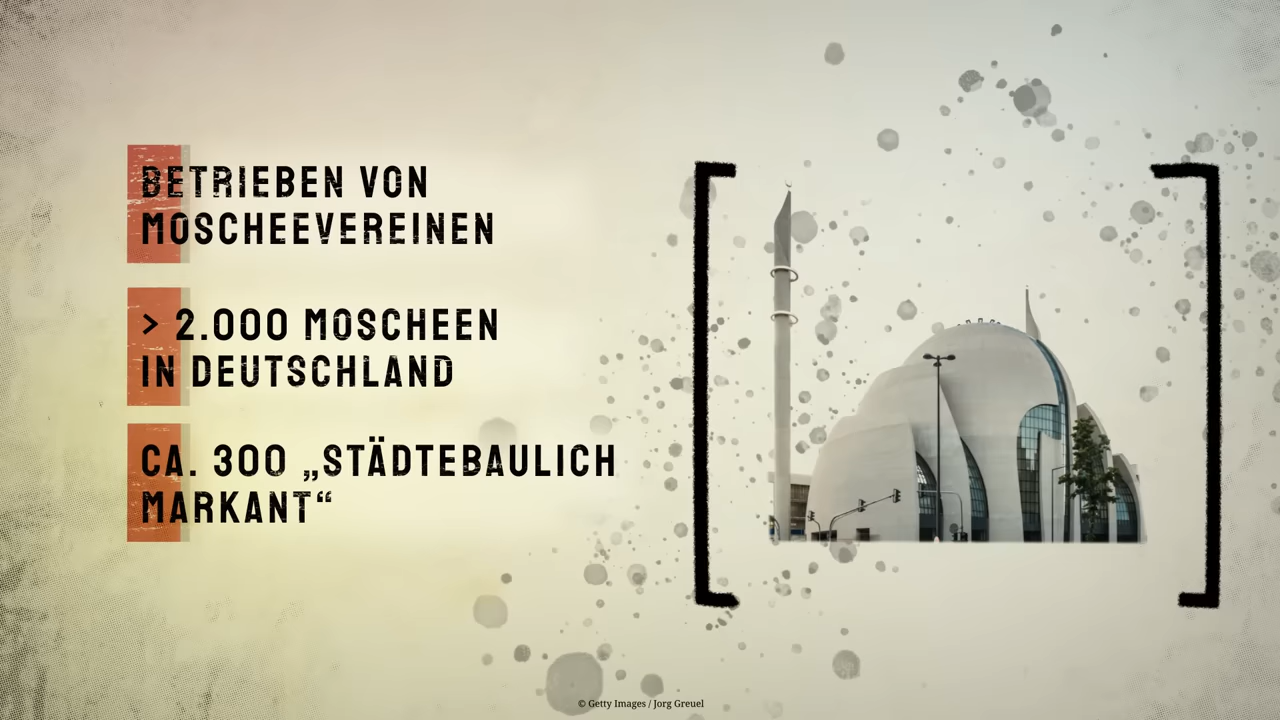 BETRIEBEN VON
MOSCHEEVEREINEN
> 2.000 MOSCHEEN
IN DEUTSCHLAND
CA. 300 „STÄDTEBAULICH
MARKANT“
© Getty Images / Jorg Greuel